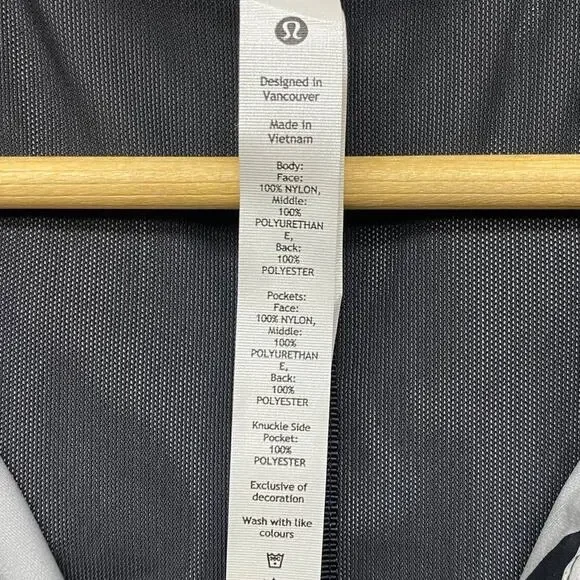 Designed in
Vancouver
Made in
Vietnam
Body:
Face:
100% NYLON,
Middle:
100%
POLYURETHAN
E,
Back:
100%
POLYESTER
Pockets:
Face:
100% NYLON,
Middle:
100%
POLYURETHAN
E,
Back:
100%
POLYESTER
Knuckle Side
Pocket:
100%
POLYESTER
Exclusive of
decoration
Wash with like
colours